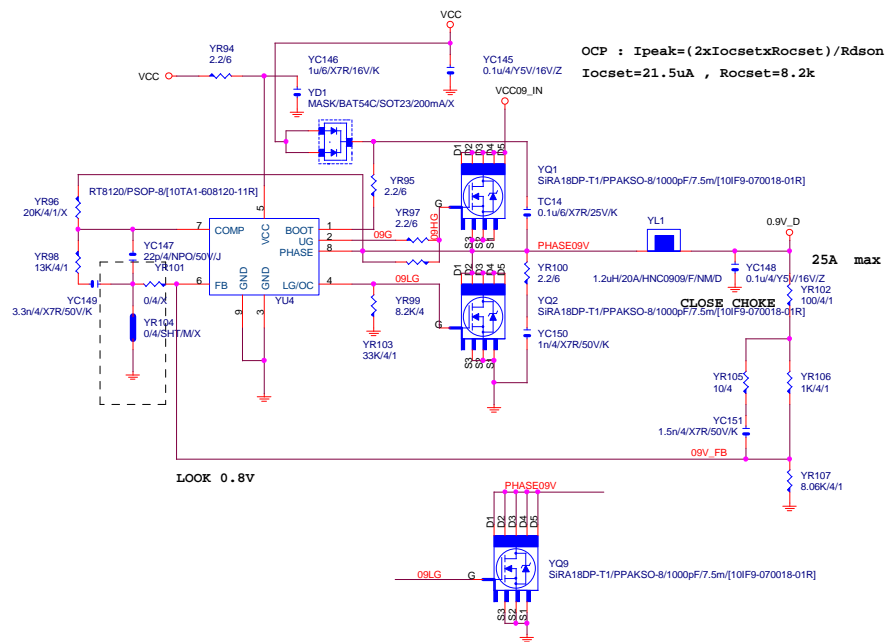 VCC
OCP : Ipeak=(2xIocsetxRocset)/Rdson
Iocset=21.5uA , Rocset=8.2k
YR94
2.2/6
VCC
YC146
1u/6/X7R/16V/K
YC145
0.1u/4/Y5V/16V/Z
YD1
MASK/BAT54C/SOT23/200mA/X
VCC09_IN
D1
D2
D3
D4
D5
YQ1
SiRA18DP-T1/PPAKSO-8/1000pF/7.5m/[10IF9-070018-01R]
G
S3
S2
S1
YR95
2.2/6
YR96
20K/4/1/X
RT8120/PSOP-8/[10TA1-608120-11R]
YR97
2.2/6
09HG
TC14
0.1u/6/X7R/25V/K
5
7
COMP
VCC
BOOT
1
UG
2
09G
PHASE
8
PHASE09V
YL1
1.2uH/20A/HNC0909/F/NM/D
0.9V_D
25A max
YC147
22p/4/NPO/50V/J
YR98
13K/4/1
YR101
0/4/X
6
FB
GND
GND
LG/OC
4
09LG
YU4
9
3
YC149
3.3n/4/X7R/50V/K
YR104
0/4/SHT/M/X
YR99
8.2K/4
YR103
33K/4/1
D1
D2
D3
D4
D5
YQ2
SiRA18DP-T1/PPAKSO-8/1000pF/7.5m/[10IF9-070018-01R]
G
S3
S2
S1
YR100
2.2/6
YC150
1n/4/X7R/50V/K
YC148
0.1u/4/Y5V/16V/Z
CLOSE CHOKE
YR102
100/4/1
YR105
10/4
YR106
1K/4/1
YC151
1.5n/4/X7R/50V/K
09V_FB
LOOK 0.8V
YR107
8.06K/4/1
PHASE09V
D1
D2
D3
D4
D5
YQ9
SiRA18DP-T1/PPAKSO-8/1000pF/7.5m/[10IF9-070018-01R]
09LG
G
S3
S2
S1